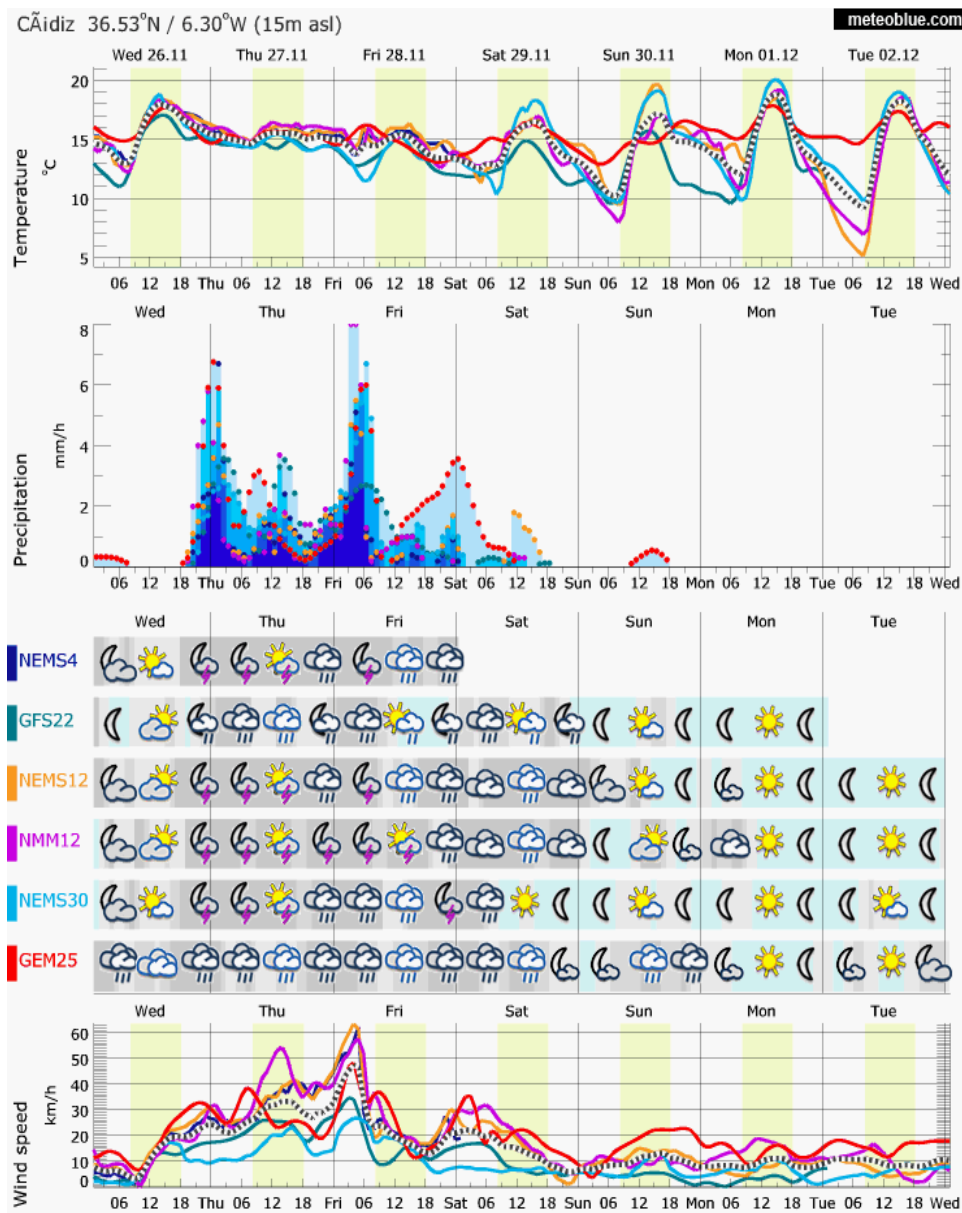 CÃidiz 36.53°N / 6.30°W (15m asl)
meteoblue.com
Wed 26.11 Thu 27.11 Fri 28.11 Sat 29.11 Sun 30.11 Mon 01.12 Tue 02.12
Temperature
°C
20
15
10
5
06 12 18 Thu 06 12 18 Fri 06 12 18 Sat 06 12 18 Sun 06 12 18 Mon 06 12 18 Tue 06 12 18 Wed
Wed Thu Fri Sat Sun Mon Tue
Precipitation
mm/h
8
6
4
2
0
06 12 18 Thu 06 12 18 Fri 06 12 18 Sat 06 12 18 Sun 06 12 18 Mon 06 12 18 Tue 06 12 18 Wed
Wed Thu Fri Sat Sun Mon Tue
NEMS4
GFS22
NEMS12
NMM12
NEMS30
GEM25
Wed Thu Fri Sat Sun Mon Tue
Wind speed
km/h
60
50
40
30
20
10
0
06 12 18 Thu 06 12 18 Fri 06 12 18 Sat 06 12 18 Sun 06 12 18 Mon 06 12 18 Tue 06 12 18 Wed